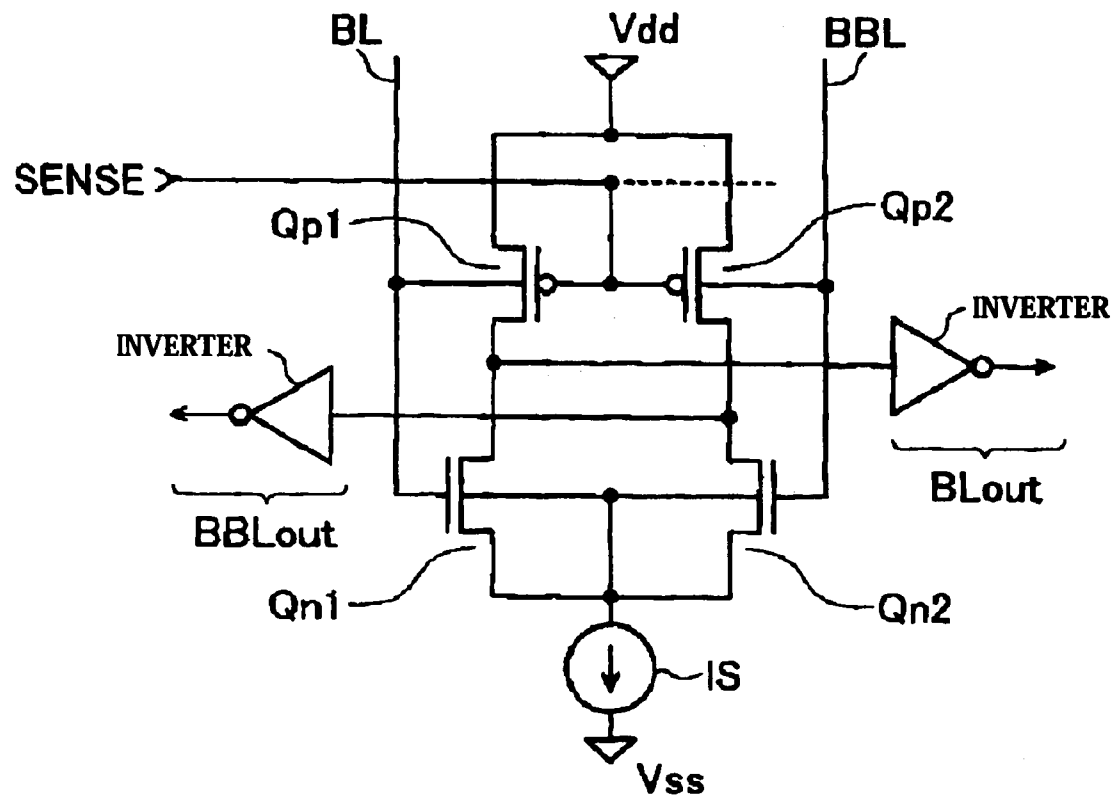 BL
Vdd
BBL
SENSE
Qp1
Qp2
INVERTER
INVERTER
BLout
BBLout
Qn1
Qn2
IS
Vss